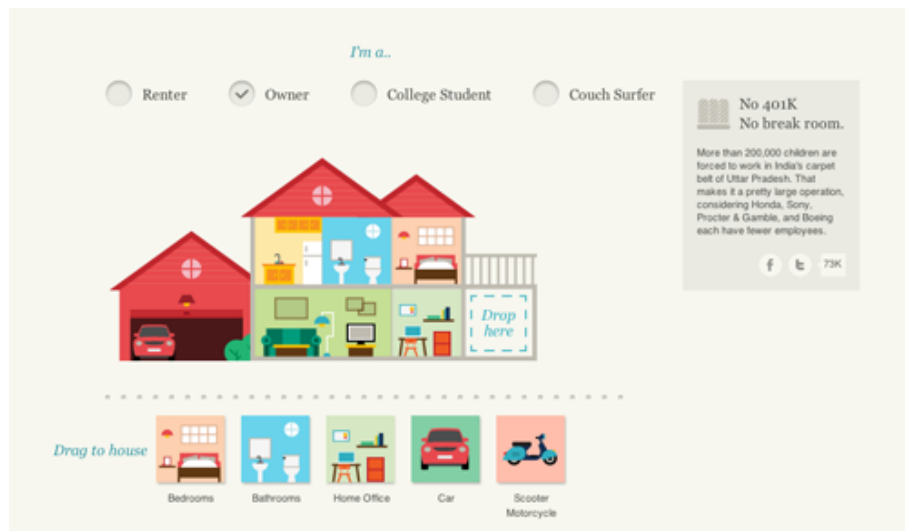 I'm a..
Renter
Owner
College Student
Couch Surfer
No 401K
No break room.
More than 200,000 children are
forced to work in India's carpet
belt of Uttar Pradesh. That
makes it a pretty large operation,
considering Honda, Sony,
Procter & Gamble, and Boeing
each have fewer employees.
f t 73K
Drop
here
Drag to house
Bedrooms
Bathrooms
Home Office
Car
Scooter
Motorcycle